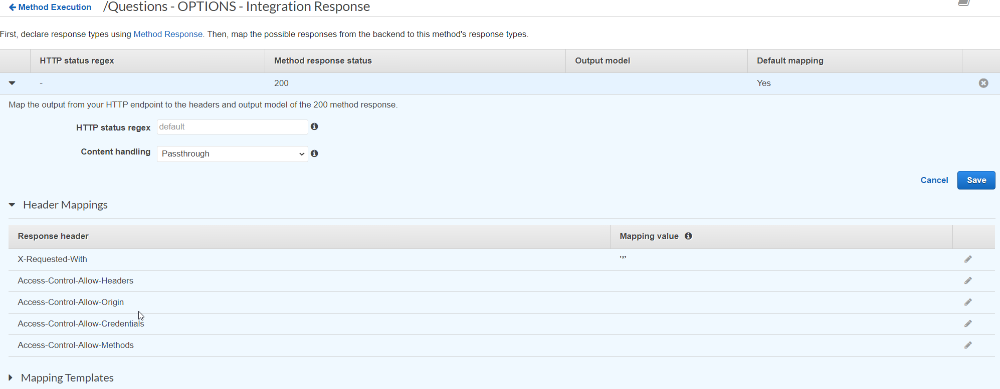 Method Execution /Questions - OPTIONS - Integration Response
First, declare response types using Method Response. Then, map the possible responses from the backend to this method's response types.
HTTP status regex Method response status Output model Default mapping
- 200 Yes
Map the output from your HTTP endpoint to the headers and output model of the 200 method response.
HTTP status regex default
Content handling Passthrough
Cancel Save
Header Mappings
Response header Mapping value
X-Requested-With '*'
Access-Control-Allow-Headers
Access-Control-Allow-Origin
Access-Control-Allow-Credentials
Access-Control-Allow-Methods
Mapping Templates